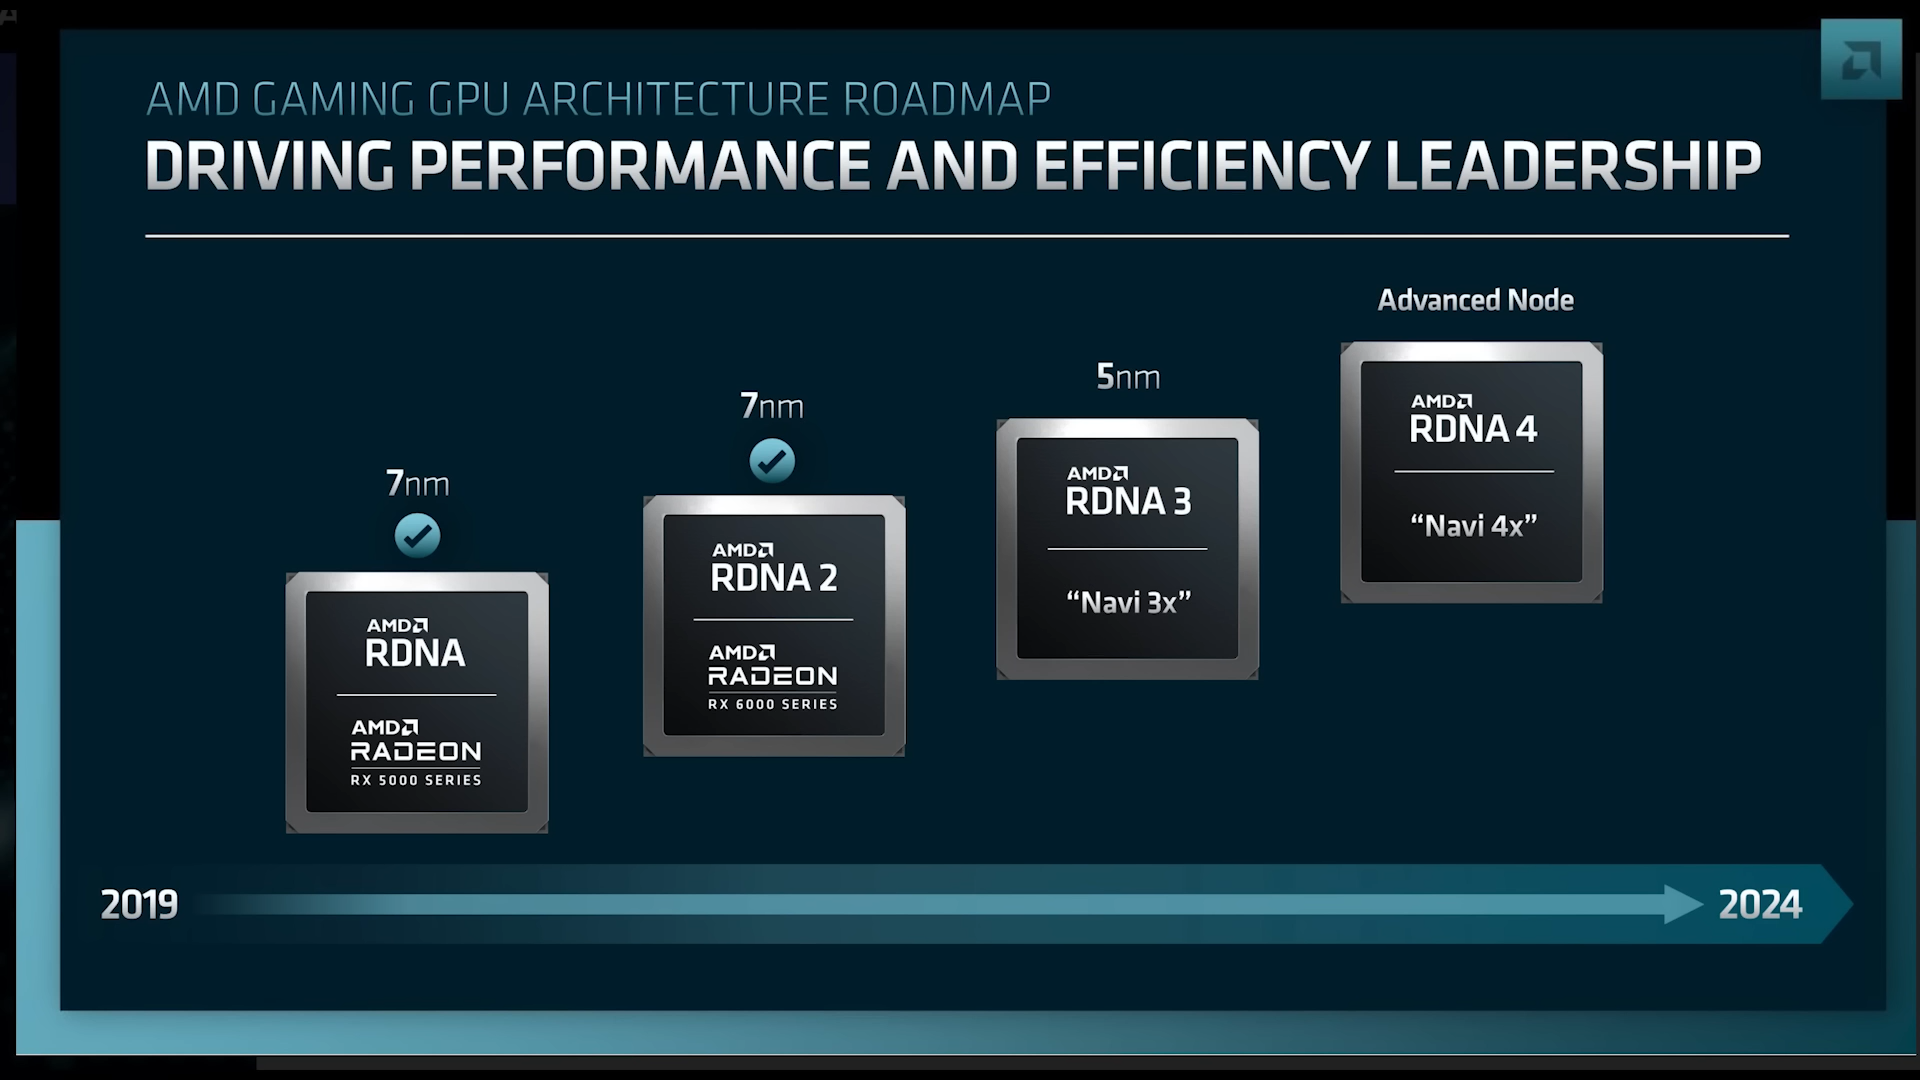 AMD GAMING GPU ARCHITECTURE ROADMAP
DRIVING PERFORMANCE AND EFFICIENCY LEADERSHIP
7nm
AMD
RDNA
AMD
RADEON
RX 5000 SERIES
7nm
AMD
RDNA 2
AMD
RADEON
RX 6000 SERIES
5nm
AMD
RDNA 3
“Navi 3x”
Advanced Node
AMD
RDNA 4
“Navi 4x”
2019
2024